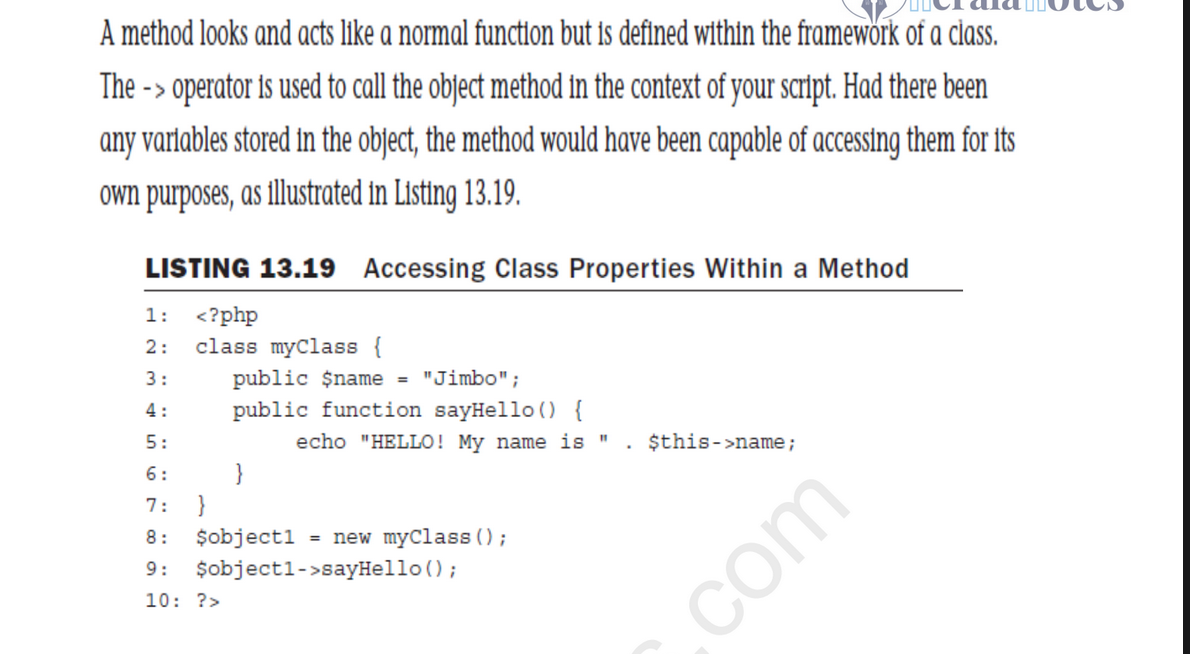 A method looks and acts like a normal function but is defined within the framework of a class.
The -> operator is used to call the object method in the context of your script. Had there been
any variables stored in the object, the method would have been capable of accessing them for its
own purposes, as illustrated in Listing 13.19.
LISTING 13.19 Accessing Class Properties Within a Method
1: <?php
2: class myClass {
3: public $name = "Jimbo";
4: public function sayHello() {
5: echo "HELLO! My name is " . $this->name;
6: }
7: }
8: $object1 = new myClass();
9: $object1->sayHello();
10: ?>
.com